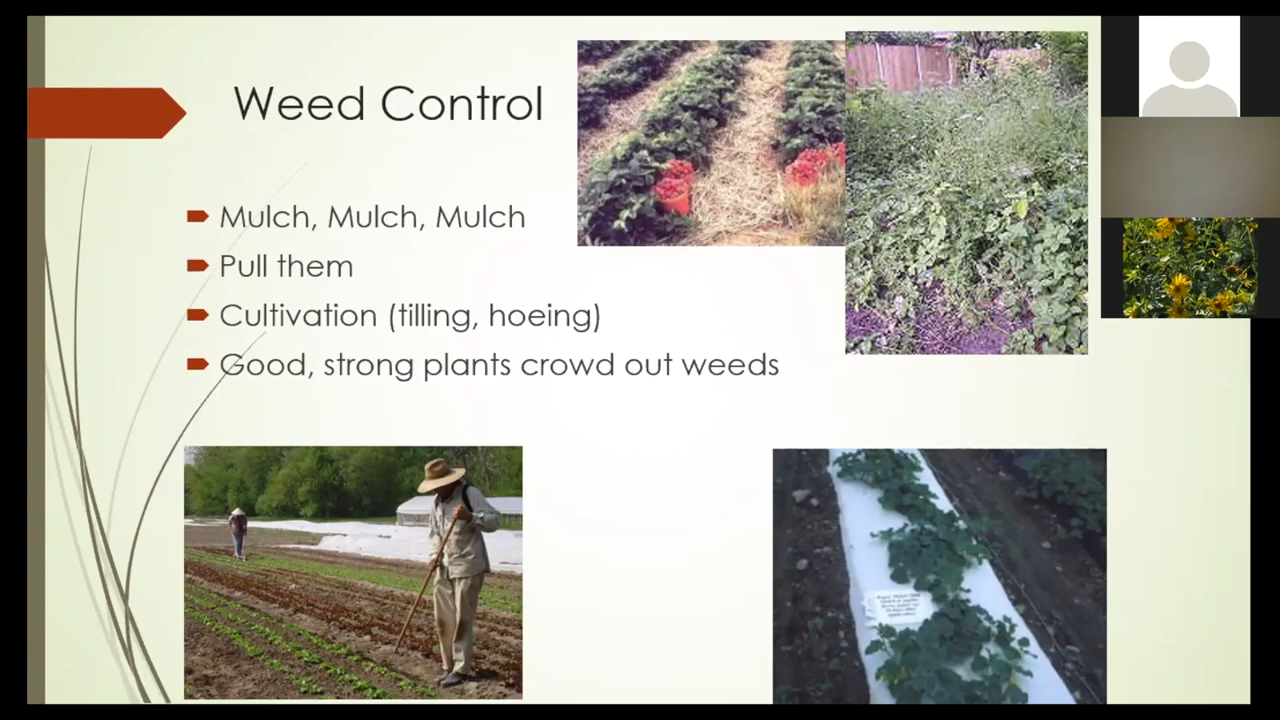 Weed Control
Mulch, Mulch, Mulch
Pull them
Cultivation (tilling, hoeing)
Good, strong plants crowd out weeds